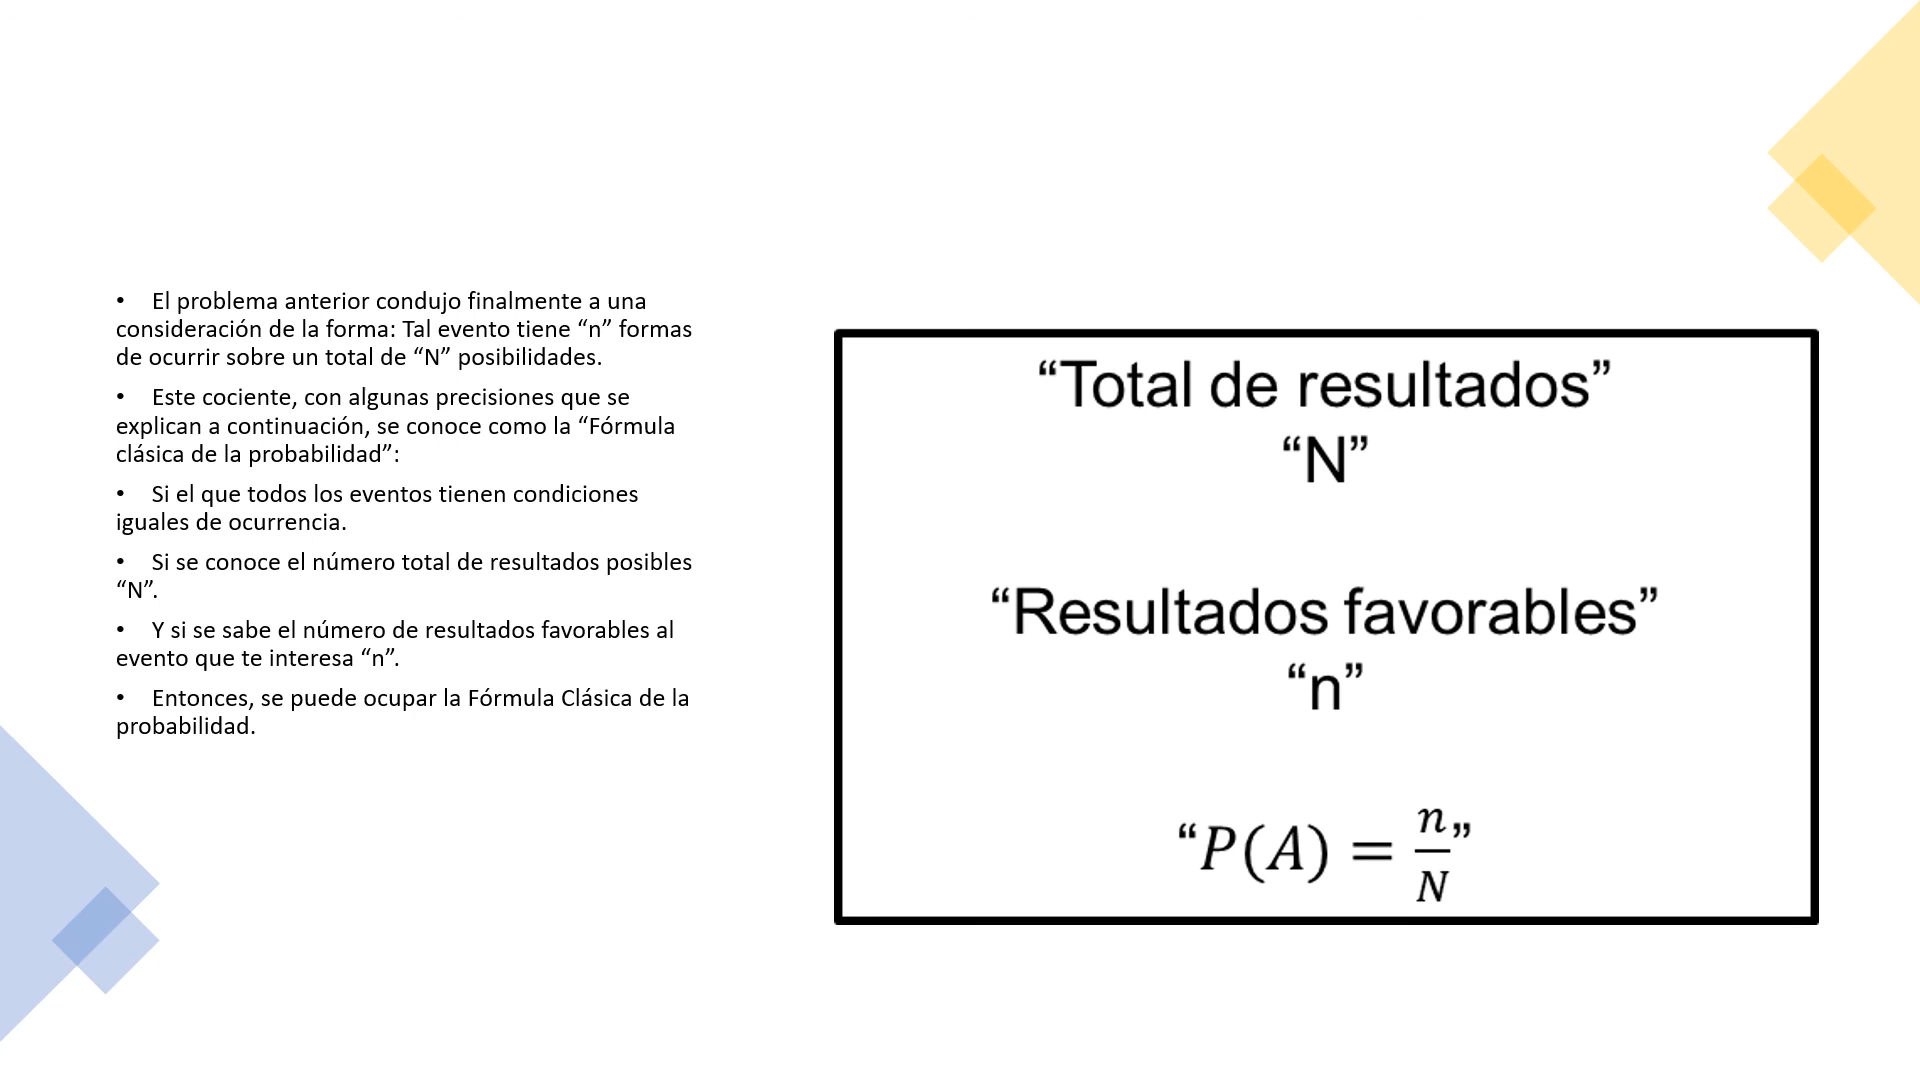 • El problema anterior condujo finalmente a una
consideración de la forma: Tal evento tiene “n” formas
de ocurrir sobre un total de “N” posibilidades.
• Este cociente, con algunas precisiones que se
explican a continuación, se conoce como la “Fórmula
clásica de la probabilidad”:
• Si el que todos los eventos tienen condiciones
iguales de ocurrencia.
• Si se conoce el número total de resultados posibles
“N”.
• Y si se sabe el número de resultados favorables al
evento que te interesa “n”.
• Entonces, se puede ocupar la Fórmula Clásica de la
probabilidad.
“Total de resultados”
“N”
“Resultados favorables”
“n”
“P(A) = n/N”